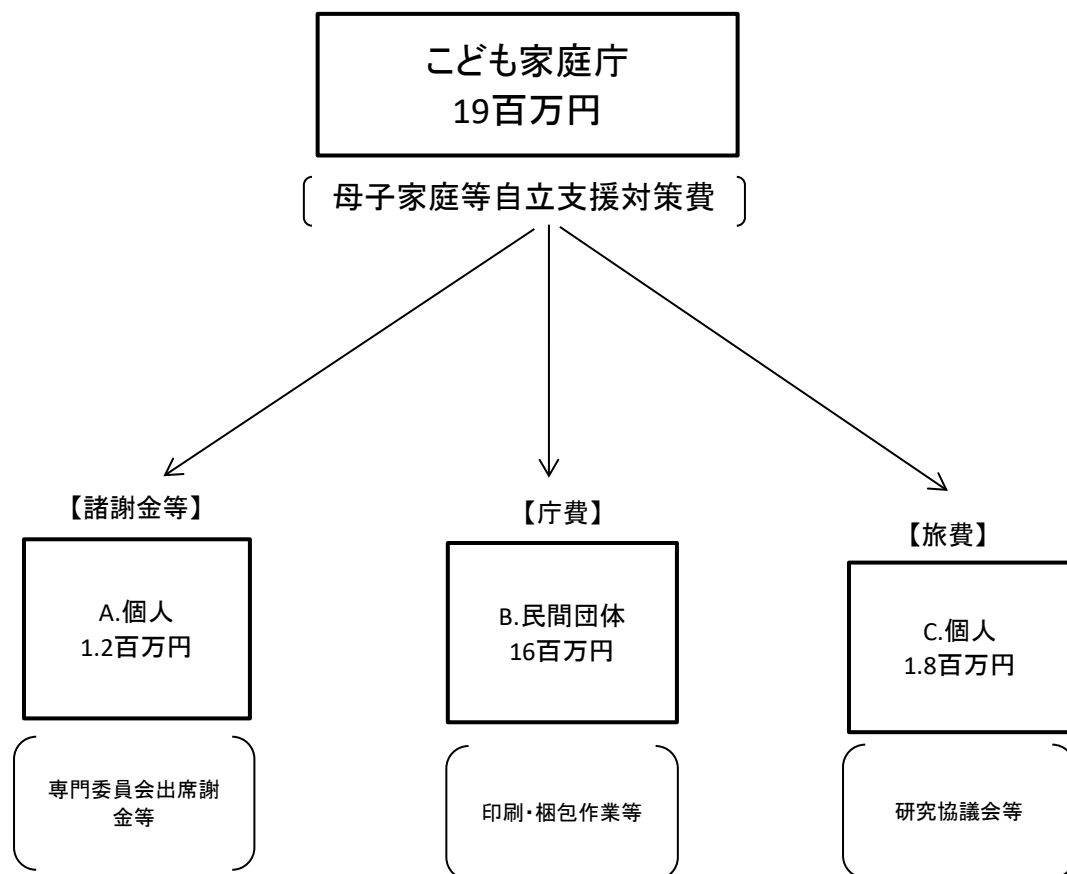 こども家庭庁
19百万円
母子家庭等自立支援対策費
【諸謝金等】
A.個人
1.2百万円
専門委員会出席謝
金等
【庁費】
B.民間団体
16百万円
印刷・梱包作業等
【旅費】
C.個人
1.8百万円
研究協議会等